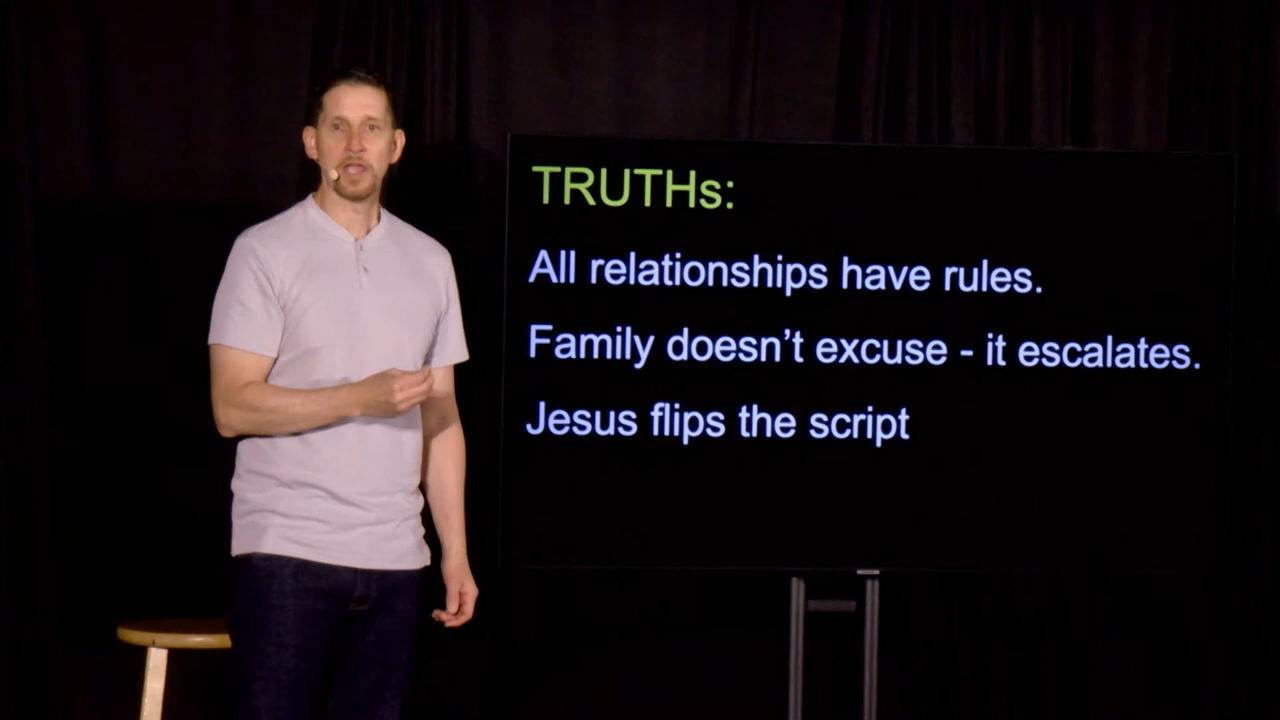 TRUTHs:
All relationships have rules.
Family doesn’t excuse - it escalates.
Jesus flips the script